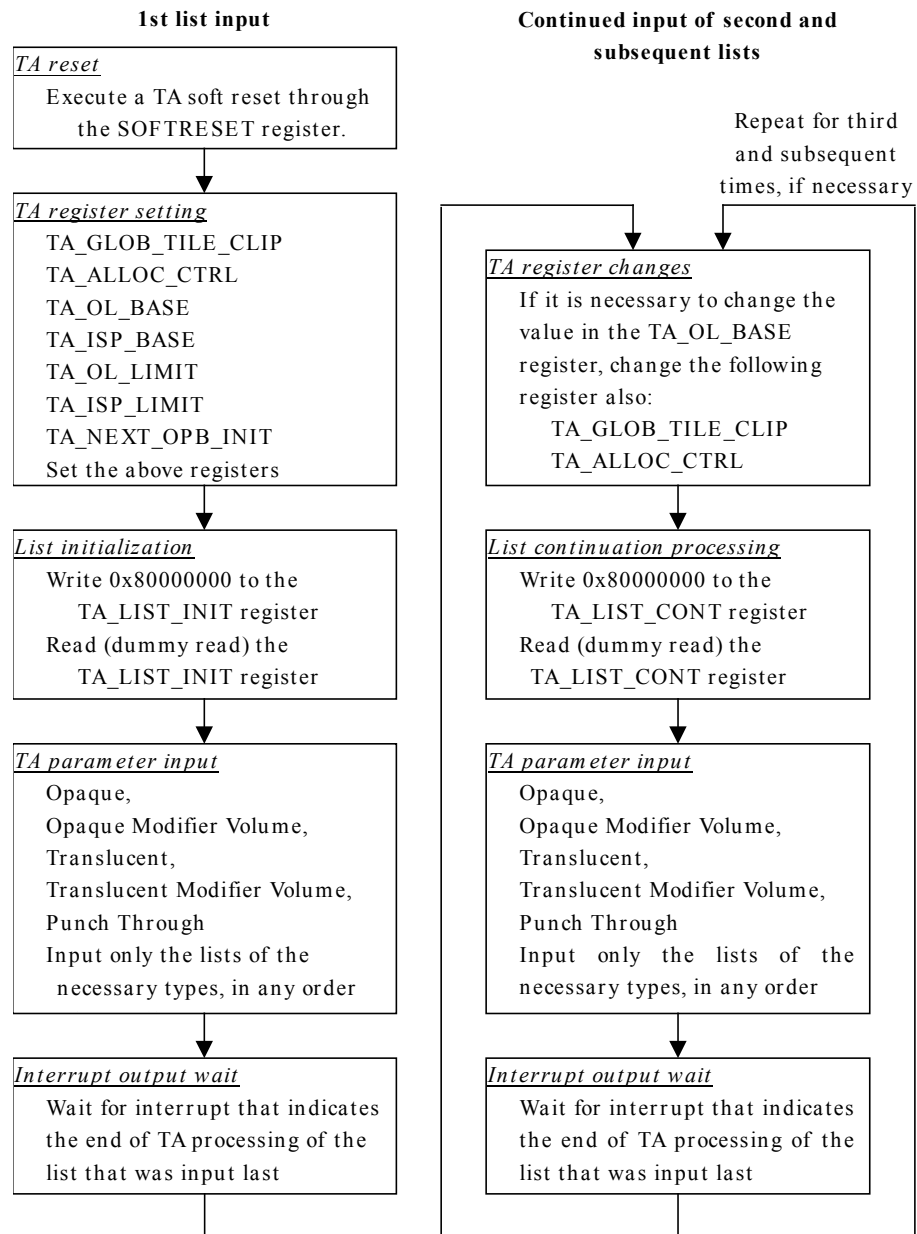 1st list input
TA reset
Execute a TA soft reset through
the SOFTRESET register.
TA register setting
TA_GLOB_TILE_CLIP
TA_ALLOC_CTRL
TA_OL_BASE
TA_ISP_BASE
TA_OL_LIMIT
TA_ISP_LIMIT
TA_NEXT_OPB_INIT
Set the above registers
List initialization
Write 0x80000000 to the
TA_LIST_INIT register
Read (dummy read) the
TA_LIST_INIT register
TA parameter input
Opaque,
Opaque Modifier Volume,
Translucent,
Translucent Modifier Volume,
Punch Through
Input only the lists of the
necessary types, in any order
Interrupt output wait
Wait for interrupt that indicates
the end of TA processing of the
list that was input last
Continued input of second and
subsequent lists
Repeat for third
and subsequent
times, if necessary
TA register changes
If it is necessary to change the
value in the TA_OL_BASE
register, change the following
register also:
TA_GLOB_TILE_CLIP
TA_ALLOC_CTRL
List continuation processing
Write 0x80000000 to the
TA_LIST_CONT register
Read (dummy read) the
TA_LIST_CONT register
TA parameter input
Opaque,
Opaque Modifier Volume,
Translucent,
Translucent Modifier Volume,
Punch Through
Input only the lists of the
necessary types, in any order
Interrupt output wait
Wait for interrupt that indicates
the end of TA processing of the
list that was input last